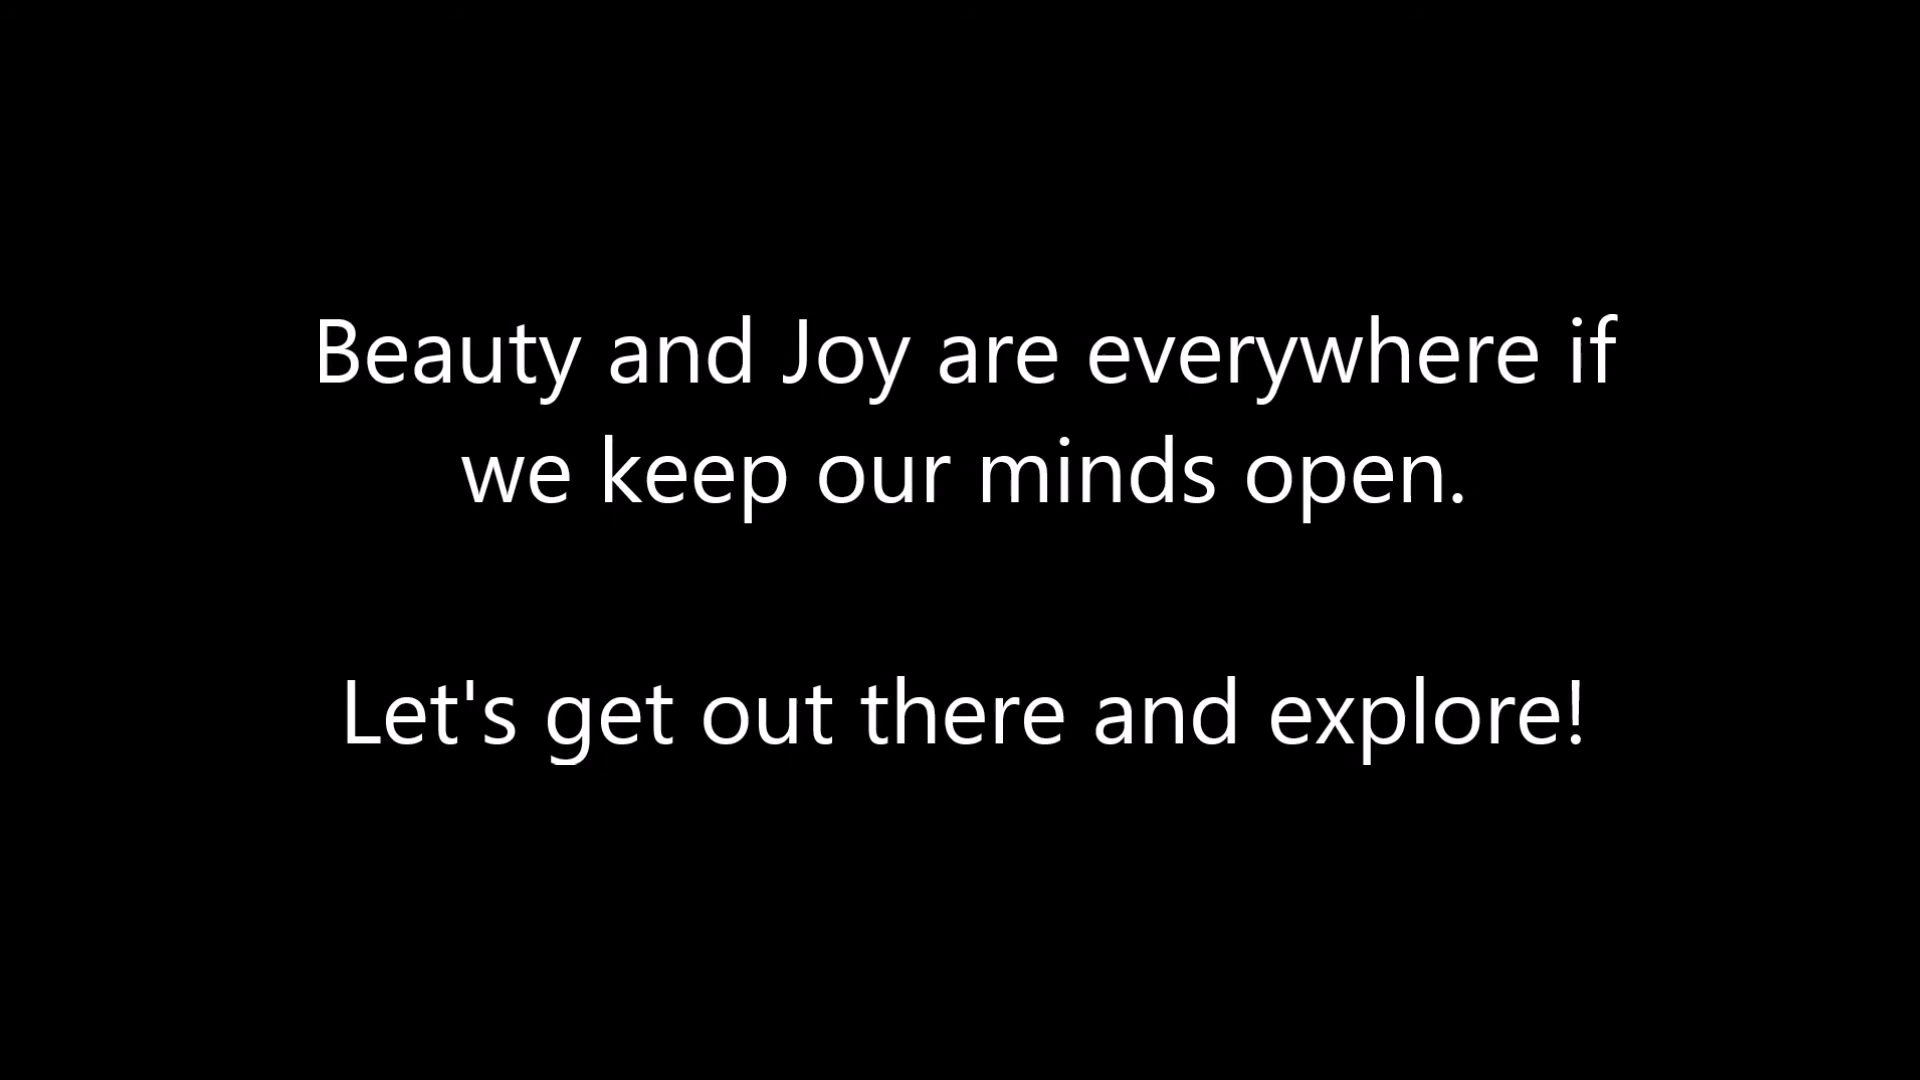 Beauty and Joy are everywhere if
we keep our minds open.
Let's get out there and explore!